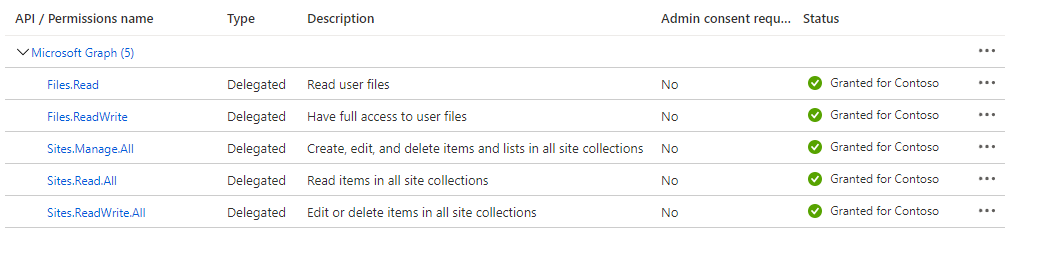 API / Permissions name Type Description Admin consent requ... Status
Microsoft Graph (5) ...
Files.Read Delegated Read user files No Granted for Contoso ...
Files.ReadWrite Delegated Have full access to user files No Granted for Contoso ...
Sites.Manage.All Delegated Create, edit, and delete items and lists in all site collections No Granted for Contoso ...
Sites.Read.All Delegated Read items in all site collections No Granted for Contoso ...
Sites.ReadWrite.All Delegated Edit or delete items in all site collections No Granted for Contoso ...